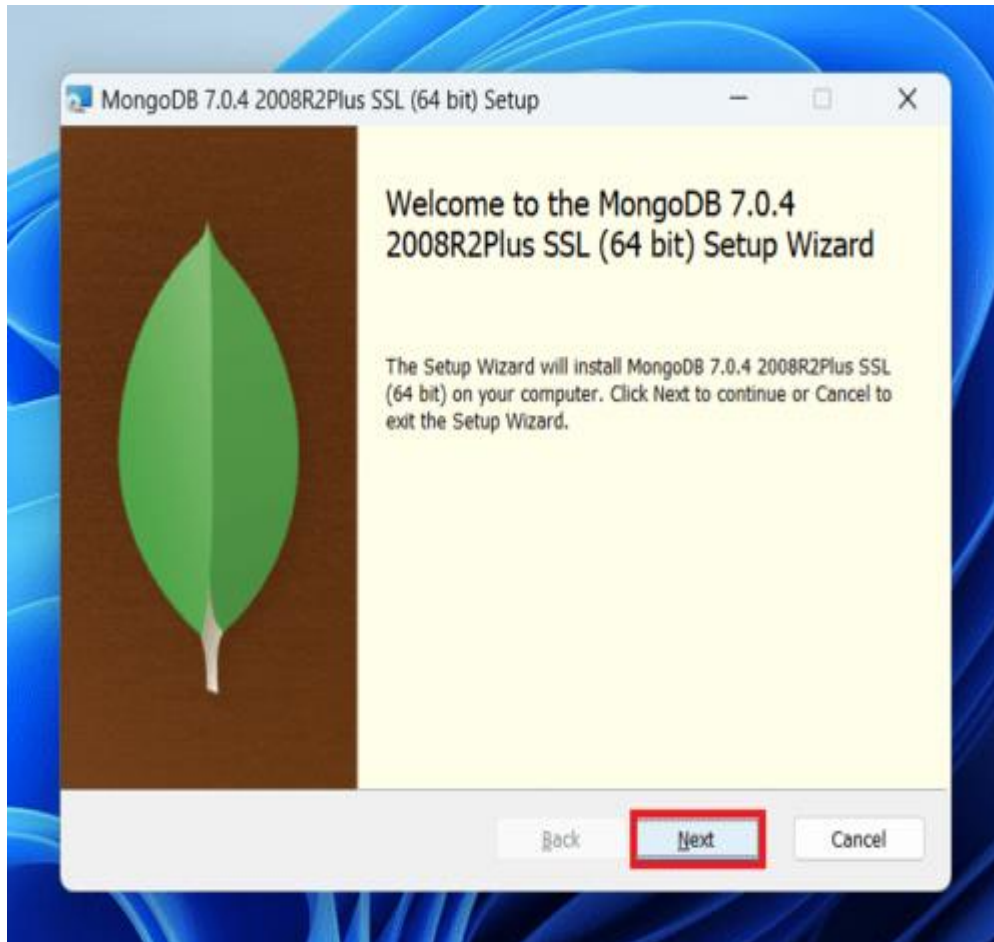 MongoDB 7.0.4 2008R2Plus SSL (64 bit) Setup
Welcome to the MongoDB 7.0.4
2008R2Plus SSL (64 bit) Setup Wizard
The Setup Wizard will install MongoDB 7.0.4 2008R2Plus SSL
(64 bit) on your computer. Click Next to continue or Cancel to
exit the Setup Wizard.
Back Next Cancel